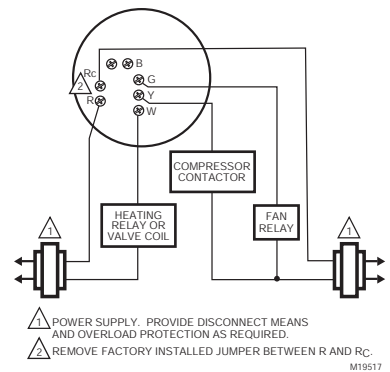 B
Rc
G
2
R
Y
W
COMPRESSOR
CONTACTOR
HEATING
RELAY OR
VALVE COIL
FAN
RELAY
1
1
1 POWER SUPPLY. PROVIDE DISCONNECT MEANS
AND OVERLOAD PROTECTION AS REQUIRED.
2 REMOVE FACTORY INSTALLED JUMPER BETWEEN R AND RC.
M19517